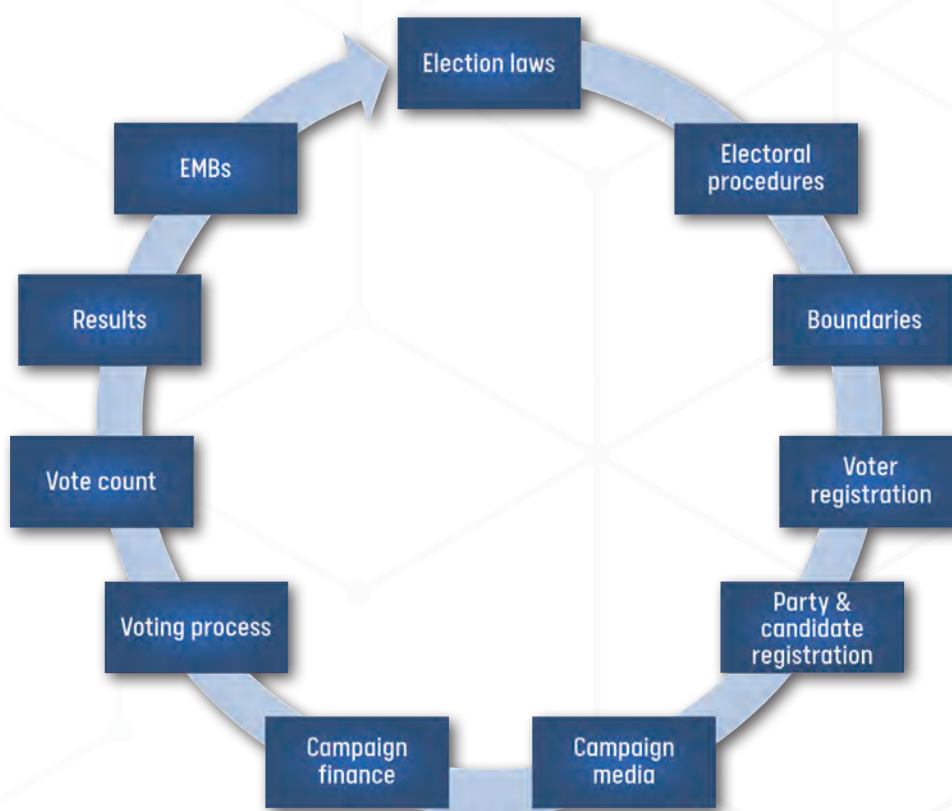 Election laws
Electoral
procedures
Boundaries
Voter
registration
Party &
candidate
registration
Campaign
media
Campaign
finance
Voting process
Vote count
Results
EMBs